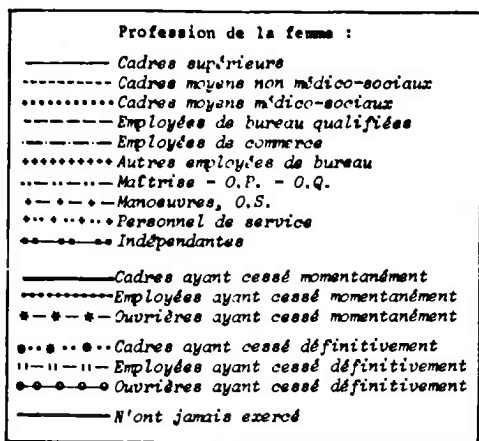 Profession de la femme :
Cadres supérieurs
Cadres moyens non médico-sociaux
Cadres moyens médico-sociaux
Employées de bureau qualifiées
Employées de commerce
Autres employées de bureau
Maîtrise - O.P. - O.Q.
Manoeuvres, O.S.
Personnel de service
Indépendantes
Cadres ayant cessé momentanément
Employées ayant cessé momentanément
Ouvrières ayant cessé momentanément
Cadres ayant cessé définitivement
Employées ayant cessé définitivement
Ouvrières ayant cessé définitivement
N'ont jamais exercé